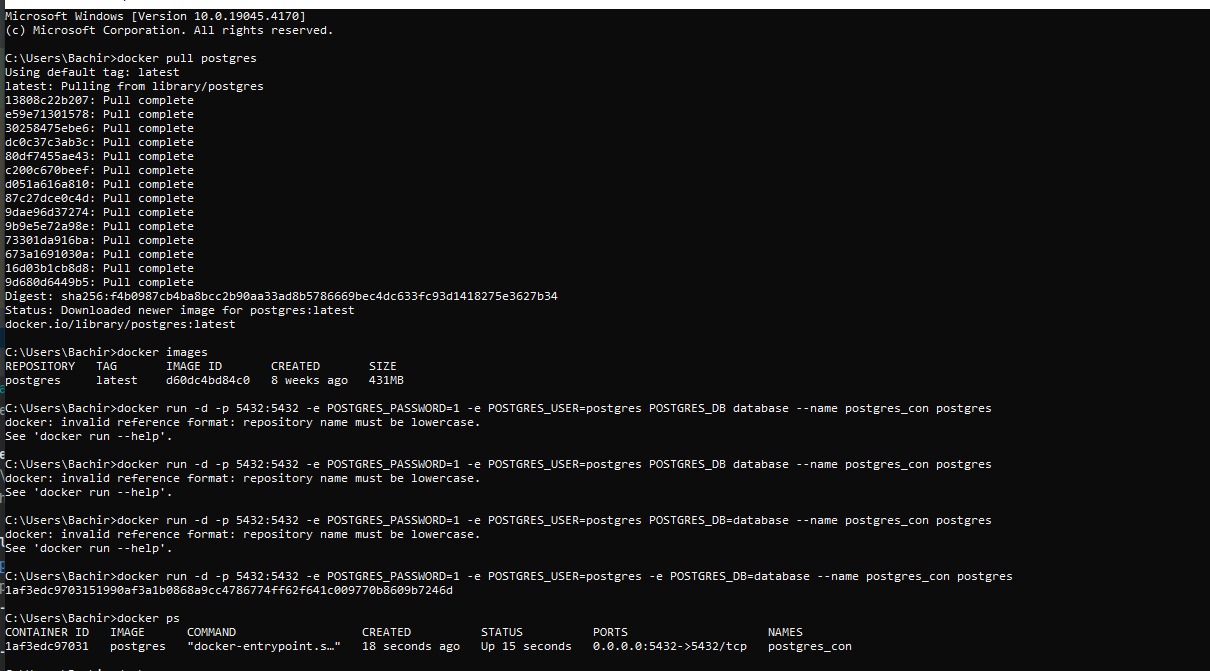 Microsoft Windows [Version 10.0.19045.4170]
(c) Microsoft Corporation. All rights reserved.
C:\Users\Bachir>docker pull postgres
Using default tag: latest
latest: Pulling from library/postgres
13808c22b207: Pull complete
e59e71301578: Pull complete
30258475ebe6: Pull complete
dc0c37c3ab3c: Pull complete
80df7455ae43: Pull complete
c200c670beef: Pull complete
d051a616a810: Pull complete
87c27dce0c4d: Pull complete
9dae96d37274: Pull complete
9b9e5e72a98e: Pull complete
73301da916ba: Pull complete
673a1691030a: Pull complete
16d03b1cb8d8: Pull complete
9d680d6449b5: Pull complete
Digest: sha256:f4b0987cb4ba8bcc2b90aa33ad8b5786669bec4dc633fc93d1418275e3627b34
Status: Downloaded newer image for postgres:latest
docker.io/library/postgres:latest
C:\Users\Bachir>docker images
REPOSITORY TAG IMAGE ID CREATED SIZE
postgres latest d60dc4bd84c0 8 weeks ago 431MB
C:\Users\Bachir>docker run -d -p 5432:5432 -e POSTGRES_PASSWORD=1 -e POSTGRES_USER=postgres POSTGRES_DB database --name postgres_con postgres
docker: invalid reference format: repository name must be lowercase.
See 'docker run --help'.
C:\Users\Bachir>docker run -d -p 5432:5432 -e POSTGRES_PASSWORD=1 -e POSTGRES_USER=postgres POSTGRES_DB database --name postgres_con postgres
docker: invalid reference format: repository name must be lowercase.
See 'docker run --help'.
C:\Users\Bachir>docker run -d -p 5432:5432 -e POSTGRES_PASSWORD=1 -e POSTGRES_USER=postgres POSTGRES_DB=database --name postgres_con postgres
docker: invalid reference format: repository name must be lowercase.
See 'docker run --help'.
C:\Users\Bachir>docker run -d -p 5432:5432 -e POSTGRES_PASSWORD=1 -e POSTGRES_USER=postgres -e POSTGRES_DB=database --name postgres_con postgres
1af3edc9703151990af3a1b0868a9cc4786774ff62f641c009770b8609b7246d
C:\Users\Bachir>docker ps
CONTAINER ID IMAGE COMMAND CREATED STATUS PORTS NAMES
1af3edc97031 postgres "docker-entrypoint.s…" 18 seconds ago Up 15 seconds 0.0.0.0:5432->5432/tcp postgres_con